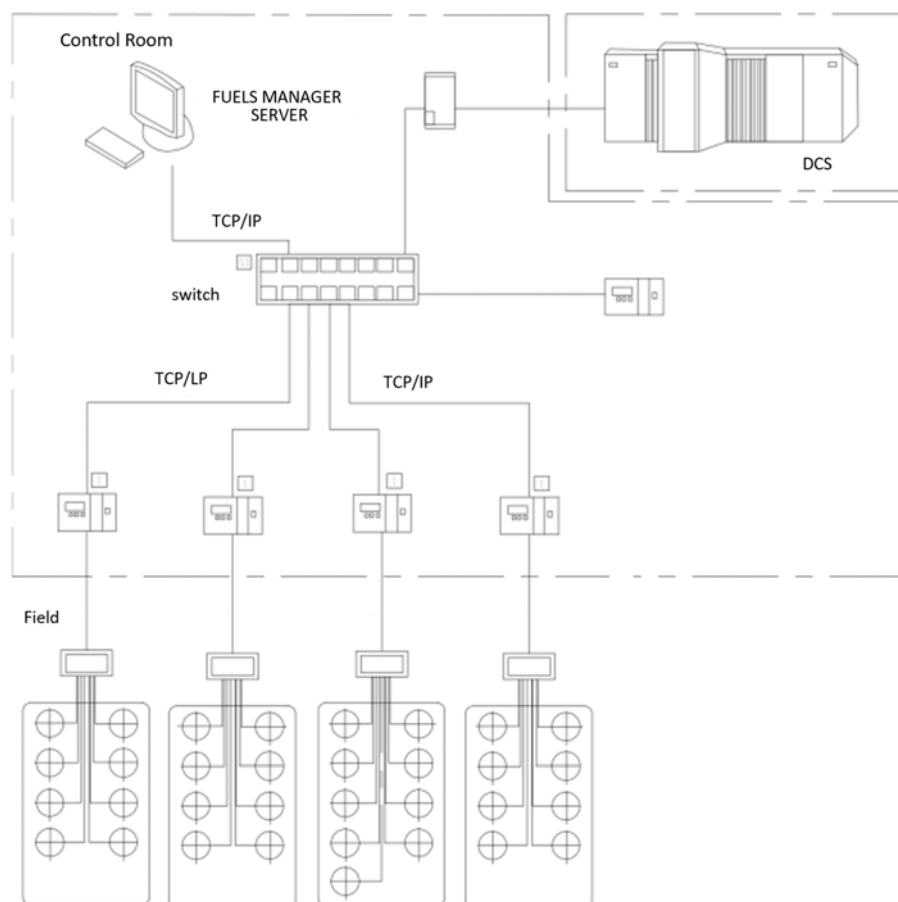 Control Room
FUELS MANAGER
SERVER
DCS
TCP/IP
switch
TCP/LP
TCP/IP
Field